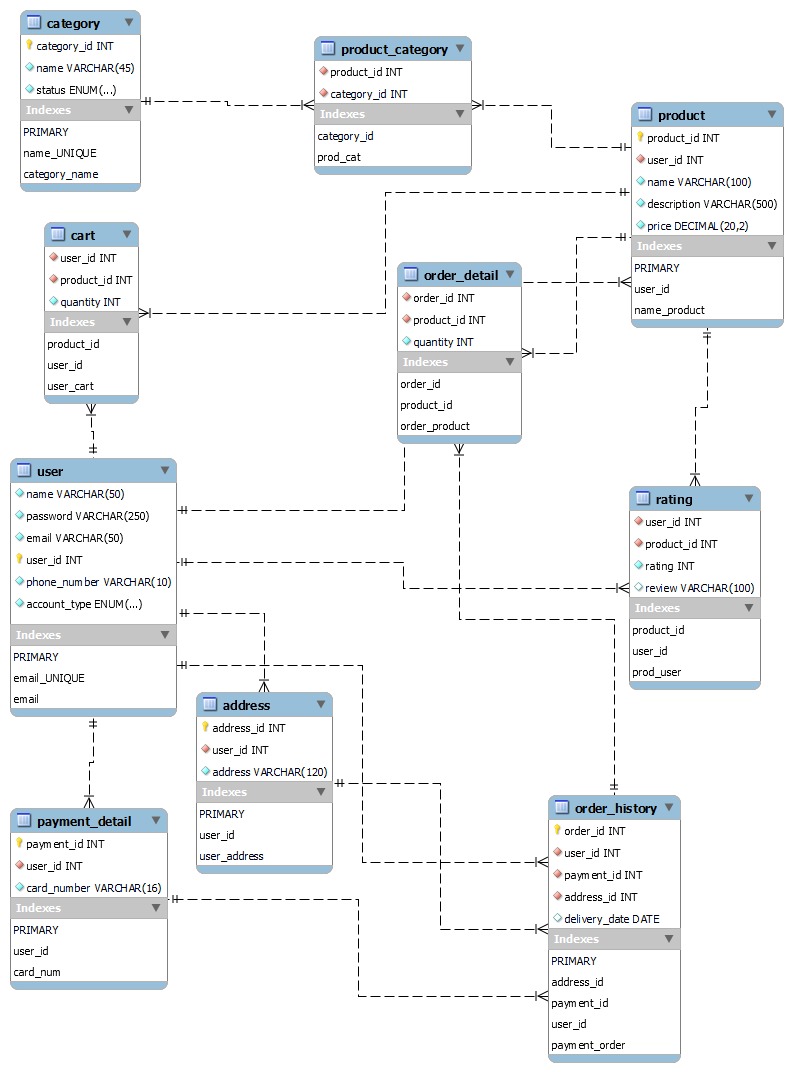 category
category_id INT
name VARCHAR(45)
status ENUM(...)
Indexes
PRIMARY
name_UNIQUE
category_name
product_category
product_id INT
category_id INT
Indexes
category_id
prod_cat
product
product_id INT
user_id INT
name VARCHAR(100)
description VARCHAR(500)
price DECIMAL(20,2)
Indexes
PRIMARY
user_id
name_product
cart
user_id INT
product_id INT
quantity INT
Indexes
product_id
user_id
user_cart
order_detail
order_id INT
product_id INT
quantity INT
Indexes
order_id
product_id
order_product
user
name VARCHAR(50)
password VARCHAR(250)
email VARCHAR(50)
user_id INT
phone_number VARCHAR(10)
account_type ENUM(...)
Indexes
PRIMARY
email_UNIQUE
email
rating
user_id INT
product_id INT
rating INT
review VARCHAR(100)
Indexes
product_id
user_id
prod_user
address
address_id INT
user_id INT
address VARCHAR(120)
Indexes
PRIMARY
user_id
user_address
payment_detail
payment_id INT
user_id INT
card_number VARCHAR(16)
Indexes
PRIMARY
user_id
card_num
order_history
order_id INT
user_id INT
payment_id INT
address_id INT
delivery_date DATE
Indexes
PRIMARY
address_id
payment_id
user_id
payment_order